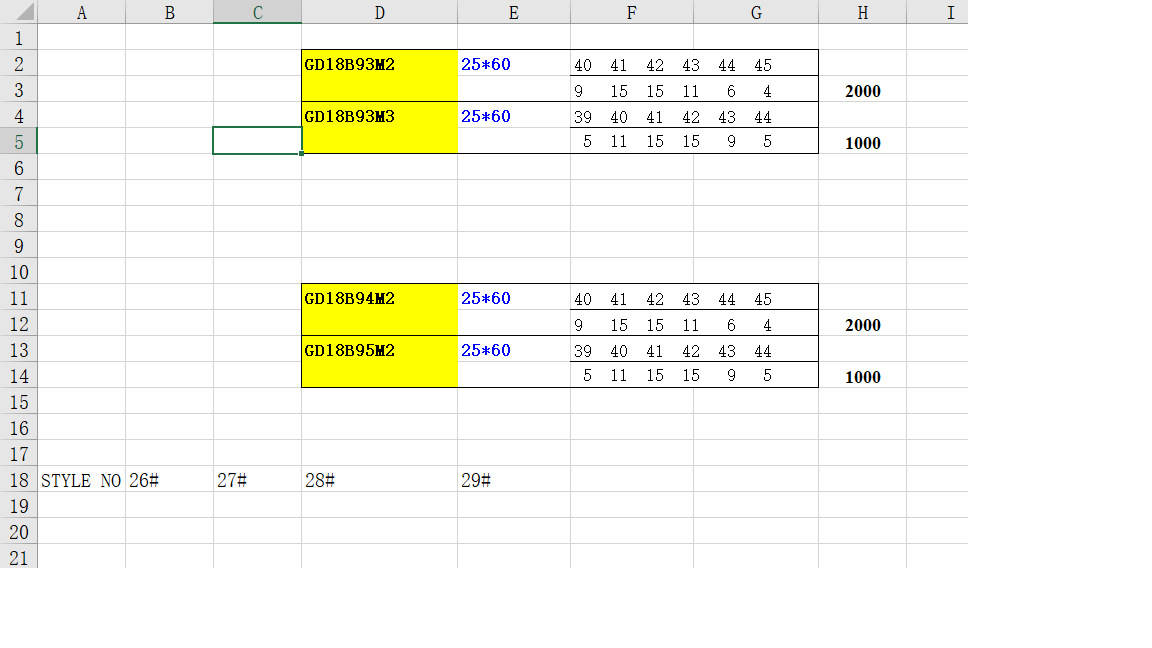 A B C D E F G H I
1
2 GD18B93M2 25*60 40 41 42 43 44 45
3 9 15 15 11 6 4 2000
4 GD18B93M3 25*60 39 40 41 42 43 44
5 5 11 15 15 9 5 1000
6
7
8
9
10
11 GD18B94M2 25*60 40 41 42 43 44 45
12 9 15 15 11 6 4 2000
13 GD18B95M2 25*60 39 40 41 42 43 44
14 5 11 15 15 9 5 1000
15
16
17
18 STYLE NO 26# 27# 28# 29#
19
20
21